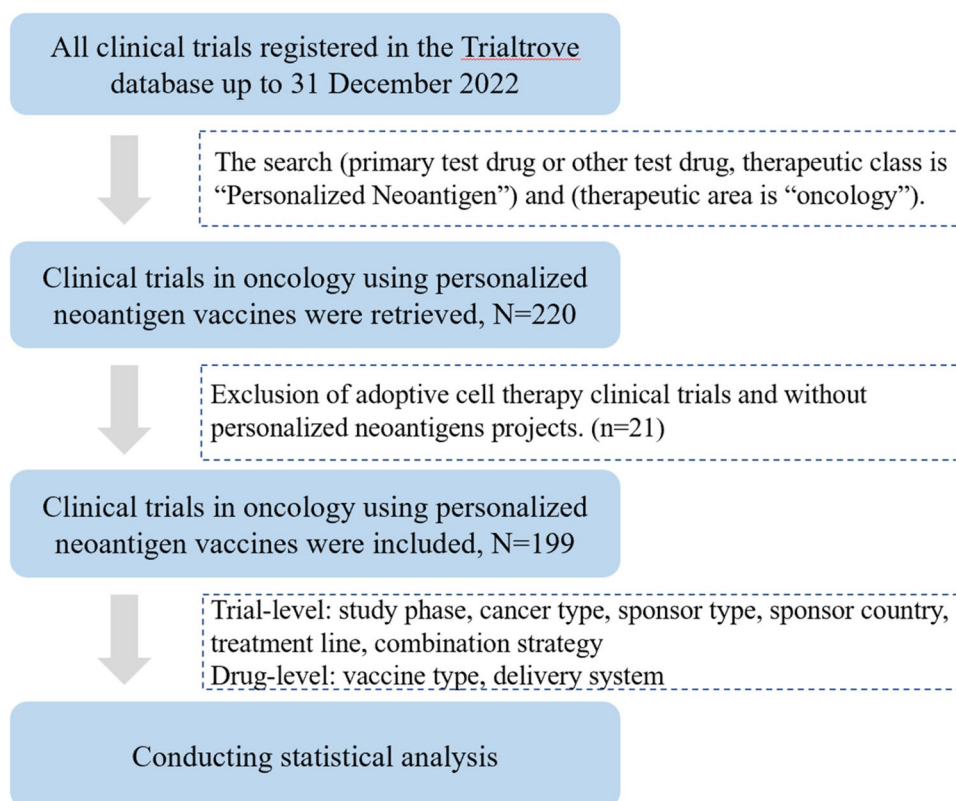 All clinical trials registered in the Trialtrove
database up to 31 December 2022
The search (primary test drug or other test drug, therapeutic class is
“Personalized Neoantigen”) and (therapeutic area is “oncology”).
Clinical trials in oncology using personalized
neoantigen vaccines were retrieved, N=220
Exclusion of adoptive cell therapy clinical trials and without
personalized neoantigens projects. (n=21)
Clinical trials in oncology using personalized
neoantigen vaccines were included, N=199
Trial-level: study phase, cancer type, sponsor type, sponsor country,
treatment line, combination strategy
Drug-level: vaccine type, delivery system
Conducting statistical analysis